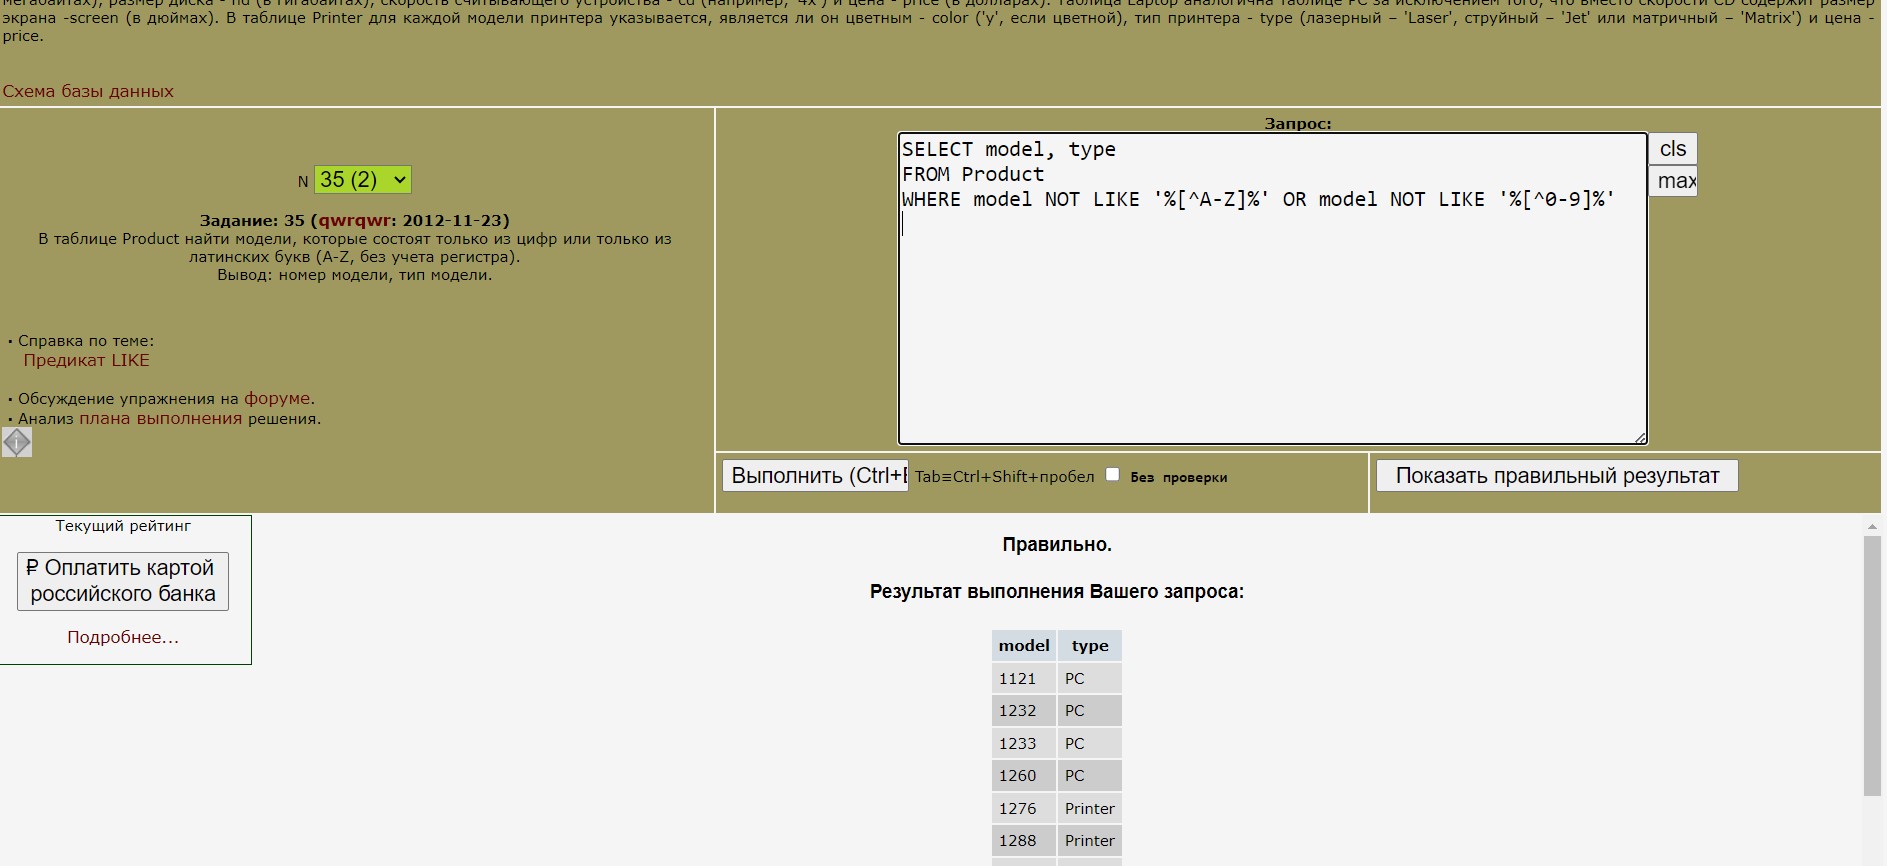 мегабайтах), размер диска - hd (в гигабайтах), скорость считывающего устройства - cd (например, '4x') и цена - price (в долларах). Таблица Laptop аналогична таблице PC за исключением того, что вместо скорости CD содержит размер
экрана -screen (в дюймах). В таблице Printer для каждой модели принтера указывается, является ли он цветным - color ('y', если цветной), тип принтера - type (лазерный – 'Laser', струйный – 'Jet' или матричный – 'Matrix') и цена -
price.
Схема базы данных
N 35 (2)
Задание: 35 (qwrqwr: 2012-11-23)
В таблице Product найти модели, которые состоят только из цифр или только из
латинских букв (A-Z, без учета регистра).
Вывод: номер модели, тип модели.
· Справка по теме:
Предикат LIKE
· Обсуждение упражнения на форуме.
· Анализ плана выполнения решения.
i
Запрос:
SELECT model, type
FROM Product
WHERE model NOT LIKE '%[^A-Z]%' OR model NOT LIKE '%[^0-9]%'
cls
max
Выполнить (Ctrl+E Tab≡Ctrl+Shift+пробел Без проверки
Показать правильный результат
Текущий рейтинг
₽ Оплатить картой
российского банка
Подробнее...
Правильно.
Результат выполнения Вашего запроса:
model type
1121 PC
1232 PC
1233 PC
1260 PC
1276 Printer
1288 Printer